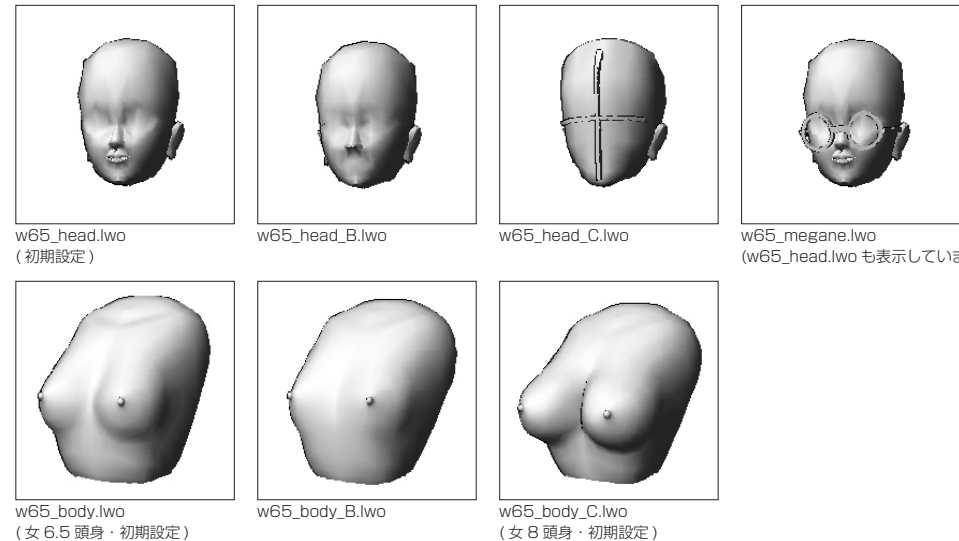 w65_head.lwo
( 初期設定 )
w65_head_B.lwo
w65_head_C.lwo
w65_megane.lwo
(w65_head.lwo も表示していま
w65_body.lwo
( 女 6.5 頭身・初期設定 )
w65_body_B.lwo
w65_body_C.lwo
( 女 8 頭身・初期設定 )